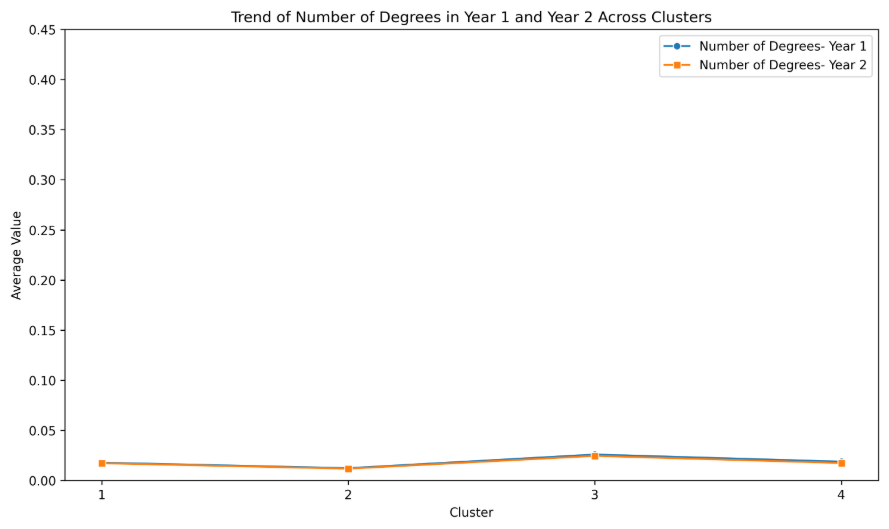 Trend of Number of Degrees in Year 1 and Year 2 Across Clusters
Number of Degrees- Year 1
Number of Degrees- Year 2
Average Value
0.45
0.40
0.35
0.30
0.25
0.20
0.15
0.10
0.05
0.00
1 2 3 4
Cluster